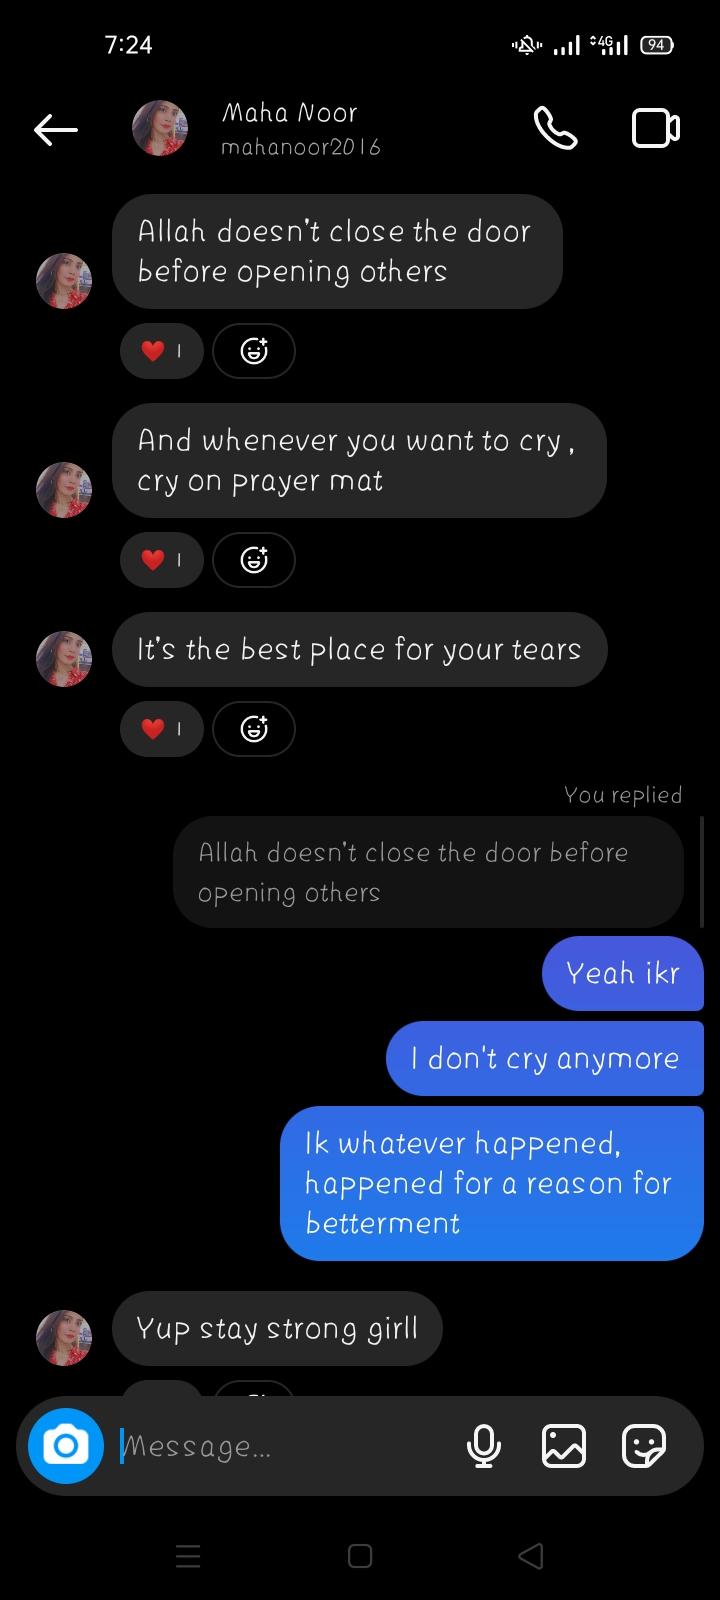 7:24
4G
94
Maha Noor
mahanoor2016
Allah doesn't close the door
before opening others
1
And whenever you want to cry ,
cry on prayer mat
1
It's the best place for your tears
1
You replied
Allah doesn't close the door before
opening others
Yeah ikr
I don't cry anymore
Ik whatever happened,
happened for a reason for
betterment
Yup stay strong girll
Message...